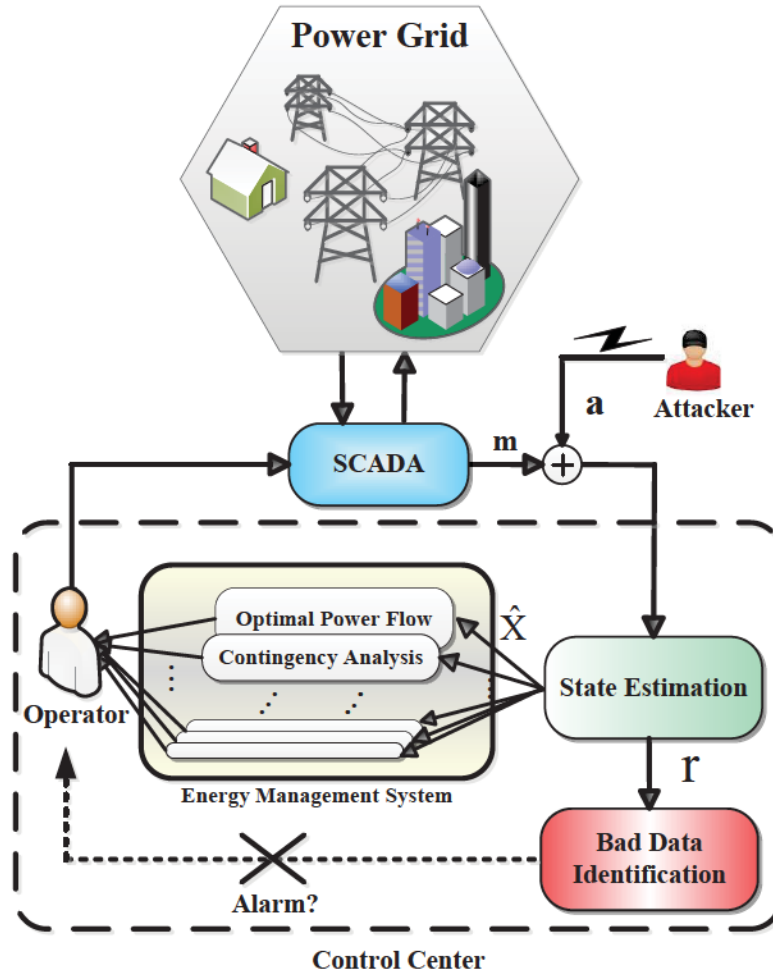 Power Grid
a
Attacker
SCADA
m
Optimal Power Flow
X̂
Contingency Analysis
State Estimation
Operator
r
Energy Management System
Bad Data
Identification
Alarm?
Control Center